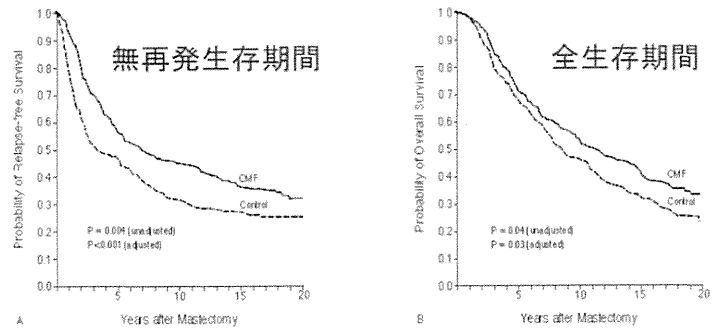 無再発生存期間
1.0
0.9
0.8
0.7
0.6
0.5
0.4
0.3
0.2
0.1
0.0
Probability of Relapse-free Survival
CMF
Control
P = 0.004 (unadjusted)
P<0.001 (adjusted)
5
10
15
20
A
Years after Mastectomy
全生存期間
1.0
0.9
0.8
0.7
0.6
0.5
0.4
0.3
0.2
0.1
0.0
Probability of Overall Survival
CMF
Control
P = 0.04 (unadjusted)
P = 0.03 (adjusted)
5
10
15
20
B
Years after Mastectomy